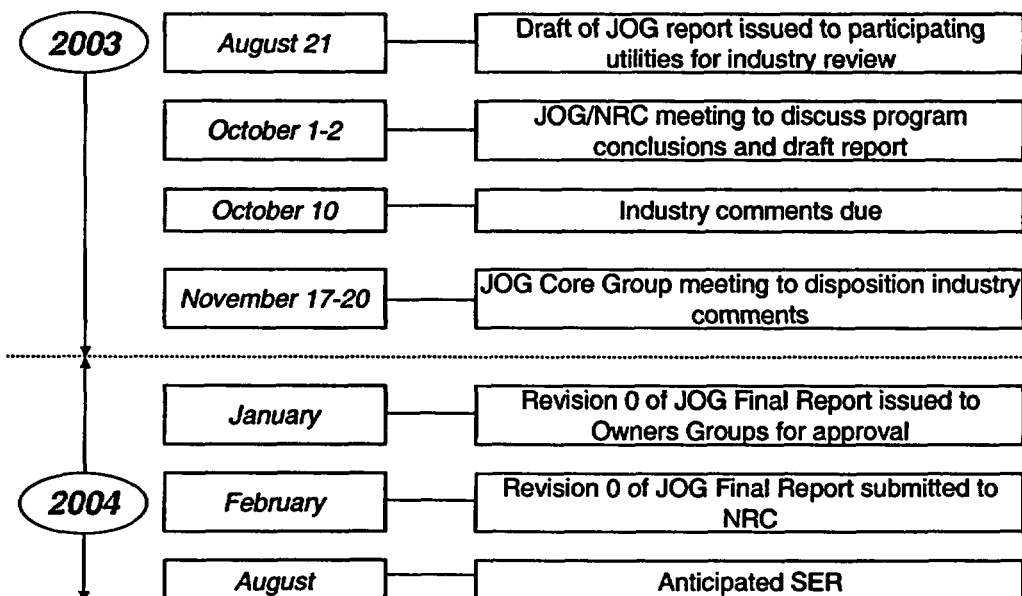 2003
August 21
Draft of JOG report issued to participating
utilities for industry review
October 1-2
JOG/NRC meeting to discuss program
conclusions and draft report
October 10
Industry comments due
November 17-20
JOG Core Group meeting to disposition industry
comments
January
Revision 0 of JOG Final Report issued to
Owners Groups for approval
2004
February
Revision 0 of JOG Final Report submitted to
NRC
August
Anticipated SER